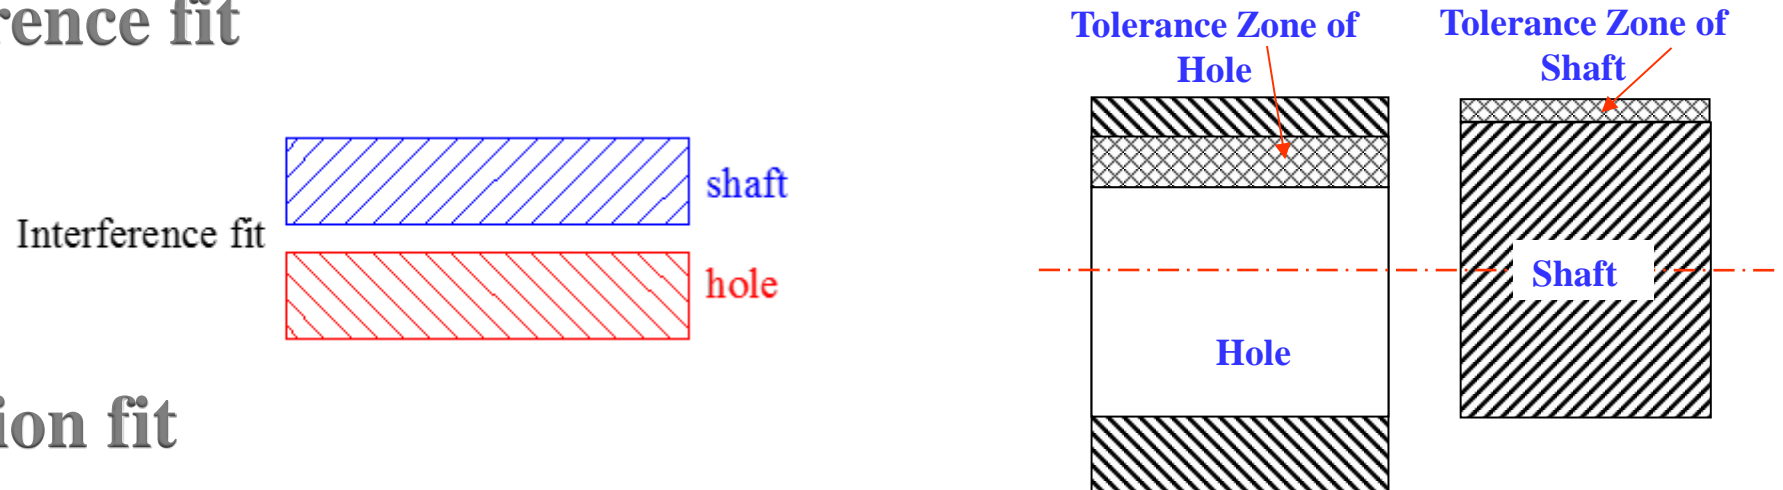 rence fit
Interference fit
shaft
hole
ion fit
Tolerance Zone of
Hole
Tolerance Zone of
Shaft
Shaft
Hole